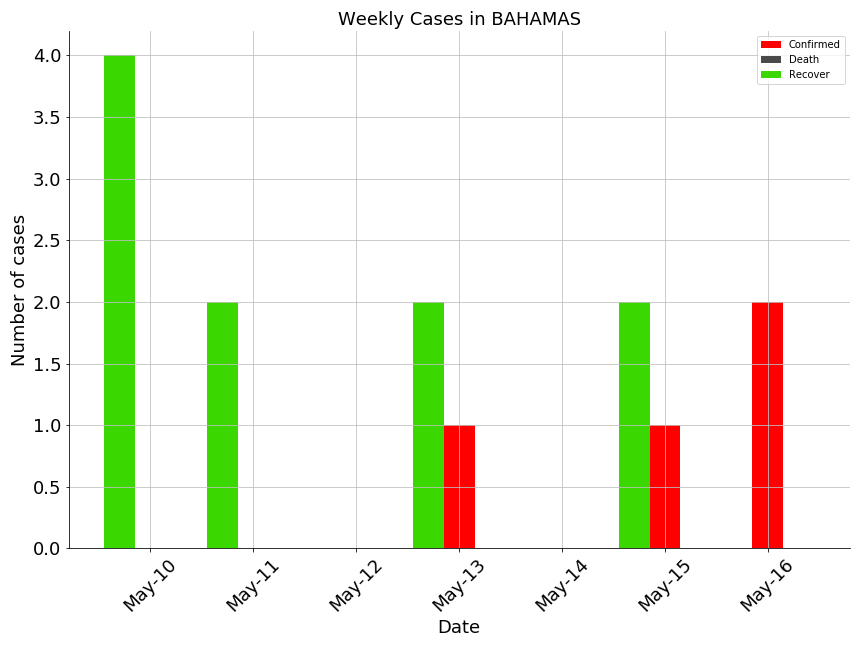 Weekly Cases in BAHAMAS
Confirmed
Death
Recover
Number of cases
4.0
3.5
3.0
2.5
2.0
1.5
1.0
0.5
0.0
May-10
May-11
May-12
May-13
May-14
May-15
May-16
Date